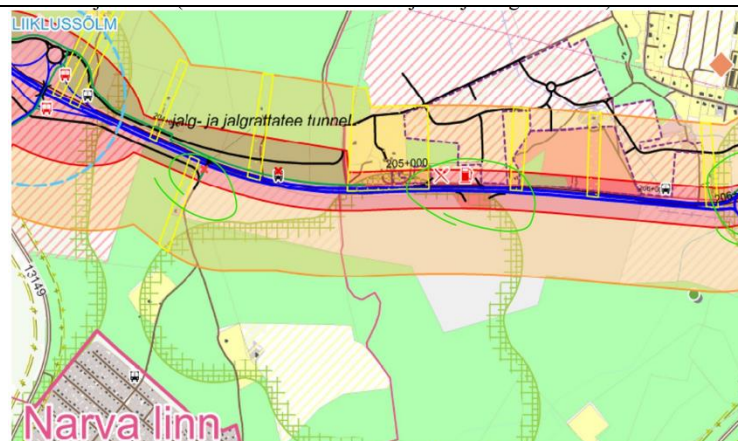 LIIKLUSSÕLM
jalg- ja jalgrattatee tunnel
205+000
13149
Narva linn